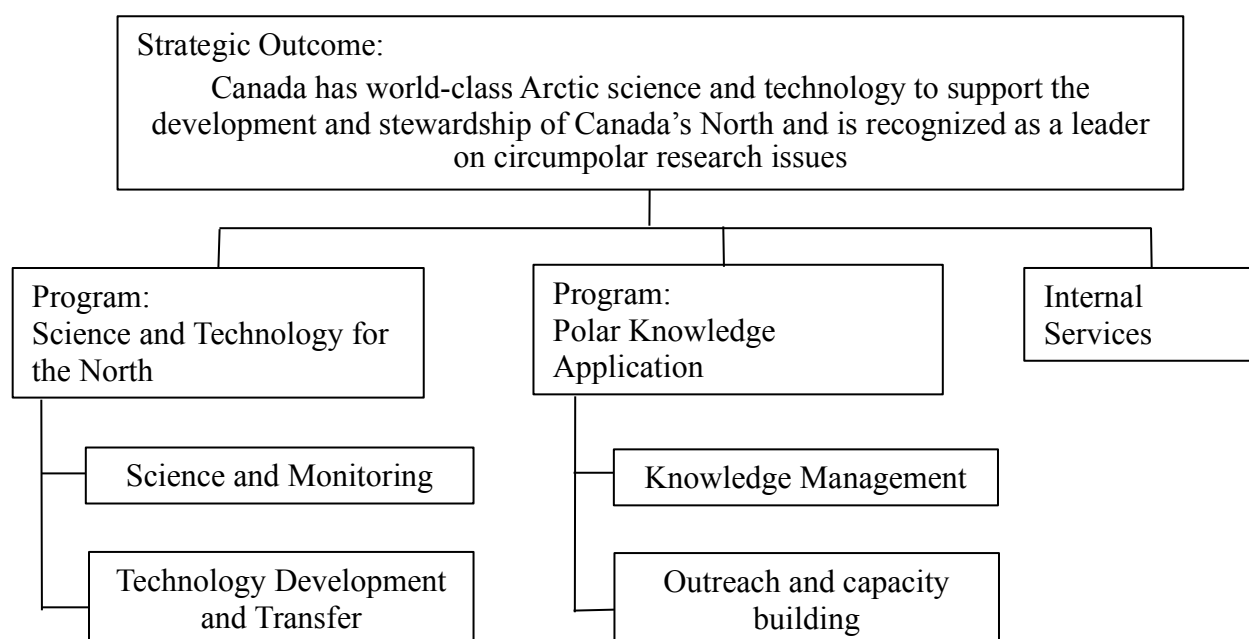 Strategic Outcome:
Canada has world-class Arctic science and technology to support the
development and stewardship of Canada’s North and is recognized as a leader
on circumpolar research issues
Program:
Science and Technology for
the North
Program:
Polar Knowledge
Application
Internal
Services
Science and Monitoring
Knowledge Management
Technology Development
and Transfer
Outreach and capacity
building